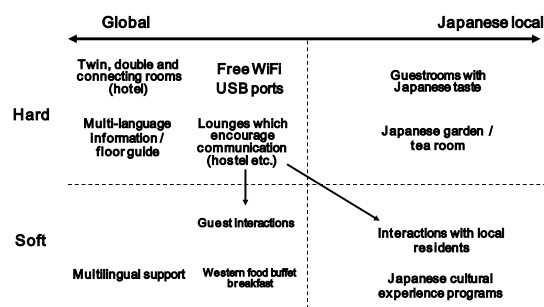 Global
Japanese local
Hard
Twin, double and
connecting rooms
(hotel)
Free WiFi
USB ports
Guestrooms with
Japanese taste
Multi-language
information /
floor guide
Lounges which
encourage
communication
(hostel etc.)
Japanese garden /
tea room
Soft
Guest interactions
Interactions with local
residents
Multilingual support
Western food buffet
breakfast
Japanese cultural
experience programs